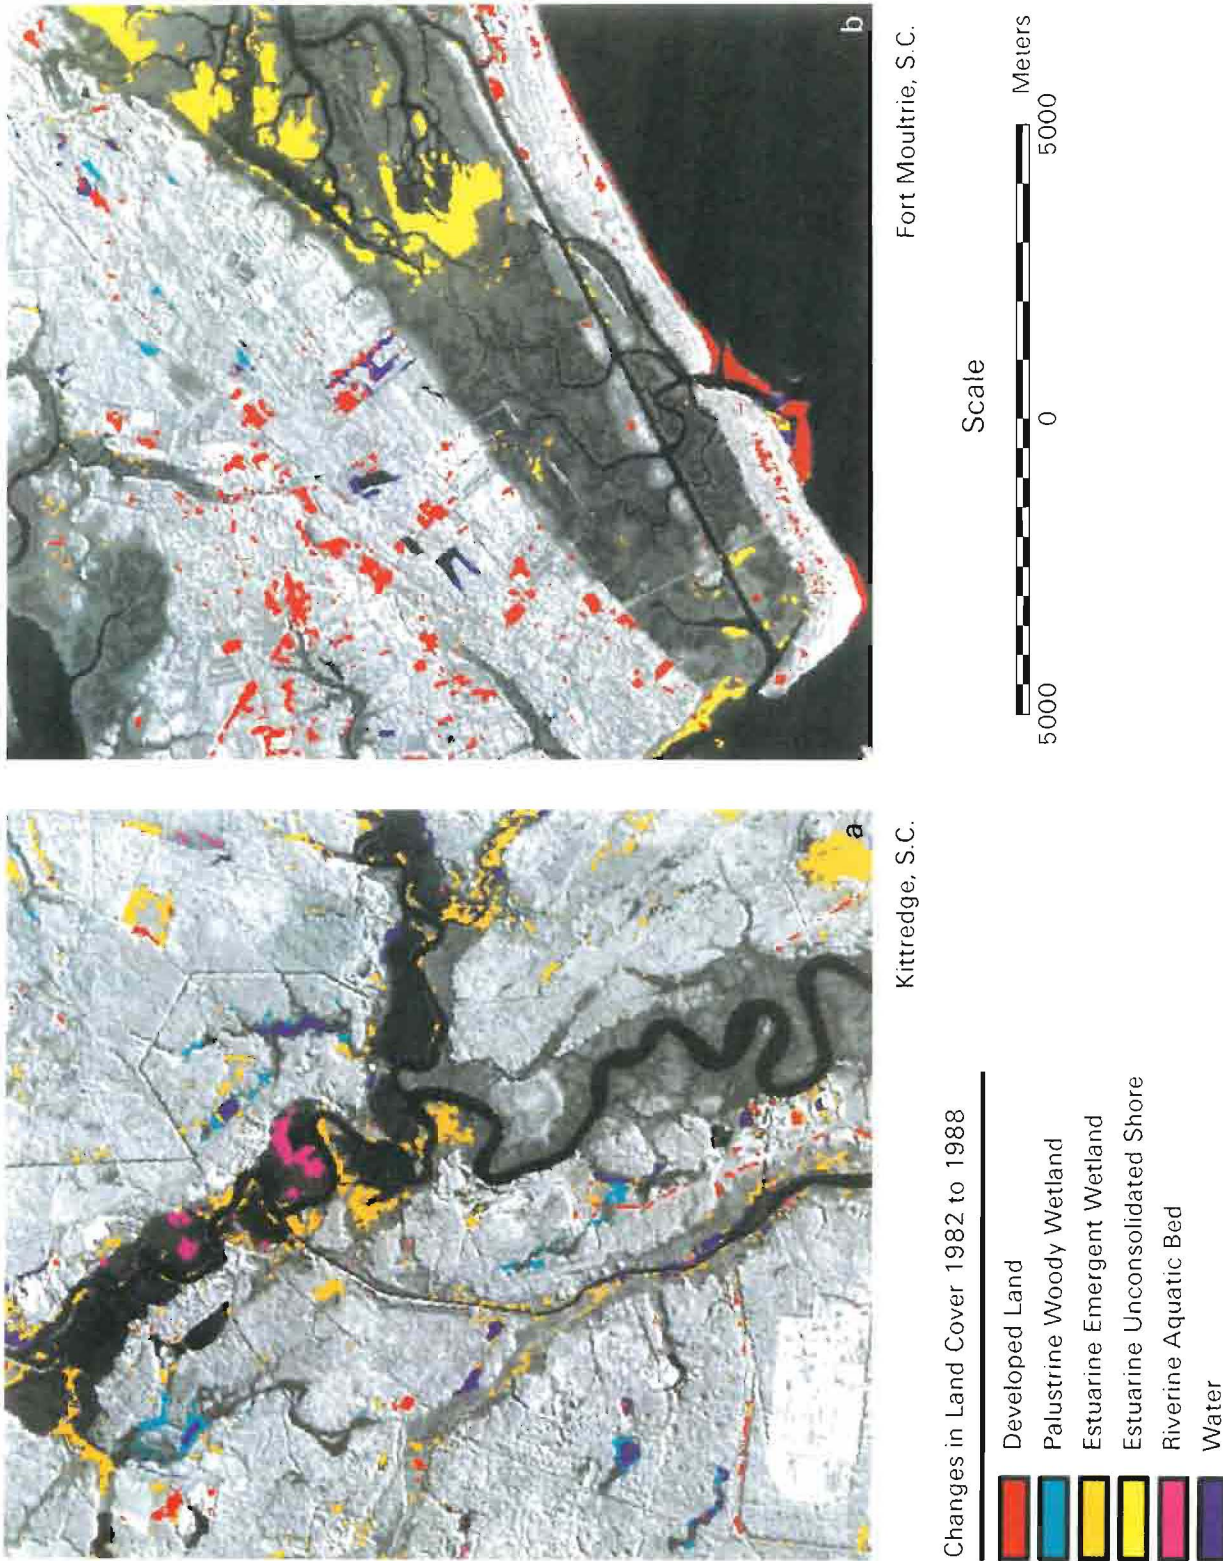 a
Kittredge, S.C.
b
Fort Moultrie, S.C.
Changes in Land Cover 1982 to 1988
Developed Land
Palustrine Woody Wetland
Estuarine Emergent Wetland
Estuarine Unconsolidated Shore
Riverine Aquatic Bed
Water
Scale
5000 0 5000 Meters